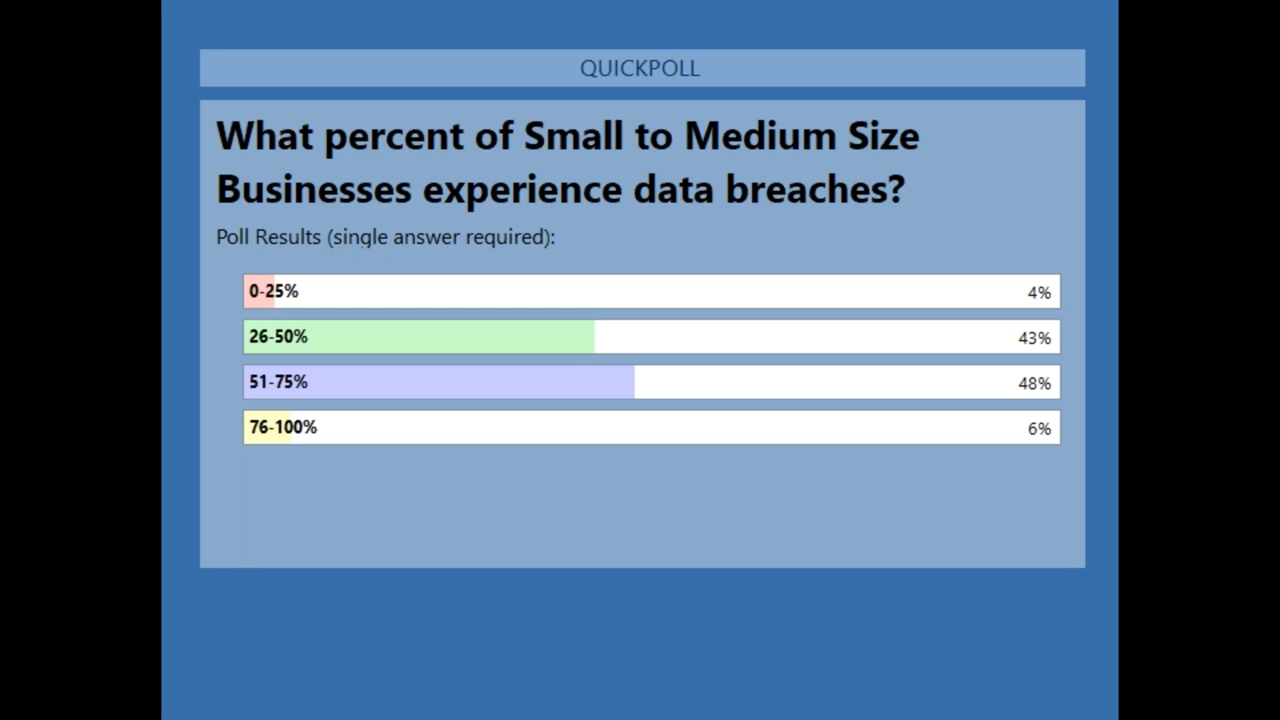 QUICKPOLL
What percent of Small to Medium Size
Businesses experience data breaches?
Poll Results (single answer required):
0-25% 4%
26-50% 43%
51-75% 48%
76-100% 6%